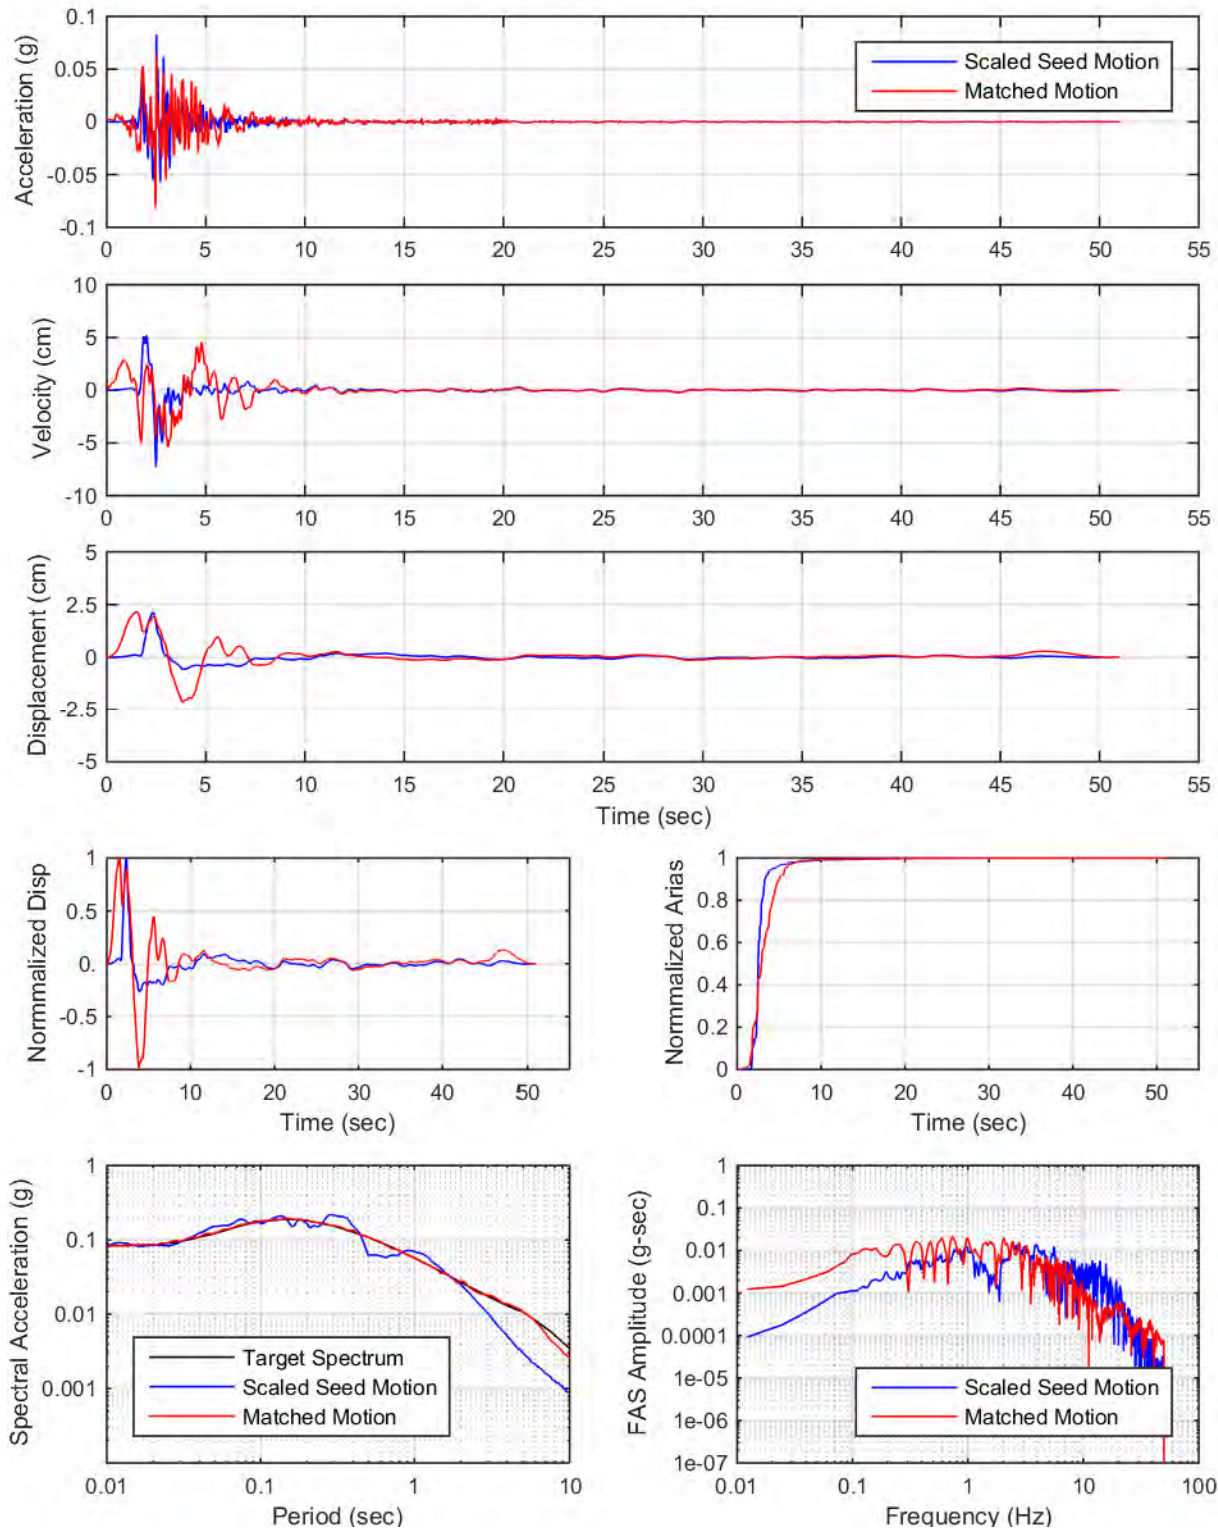 Acceleration (g)
0.1
0.05
0
-0.05
-0.1
Scaled Seed Motion
Matched Motion
0 5 10 15 20 25 30 35 40 45 50 55
Velocity (cm)
10
5
0
-5
-10
0 5 10 15 20 25 30 35 40 45 50 55
Displacement (cm)
5
2.5
0
-2.5
-5
0 5 10 15 20 25 30 35 40 45 50 55
Time (sec)
Normmalized Disp
1
0.5
0
-0.5
-1
0 10 20 30 40 50
Time (sec)
Normmalized Arias
1
0.8
0.6
0.4
0.2
0
0 10 20 30 40 50
Time (sec)
Spectral Acceleration (g)
1
0.1
0.01
0.001
Target Spectrum
Scaled Seed Motion
Matched Motion
0.01 0.1 1 10
Period (sec)
FAS Amplitude (g-sec)
1
0.1
0.01
0.001
0.0001
1e-05
1e-06
1e-07
Scaled Seed Motion
Matched Motion
0.01 0.1 1 10 100
Frequency (Hz)